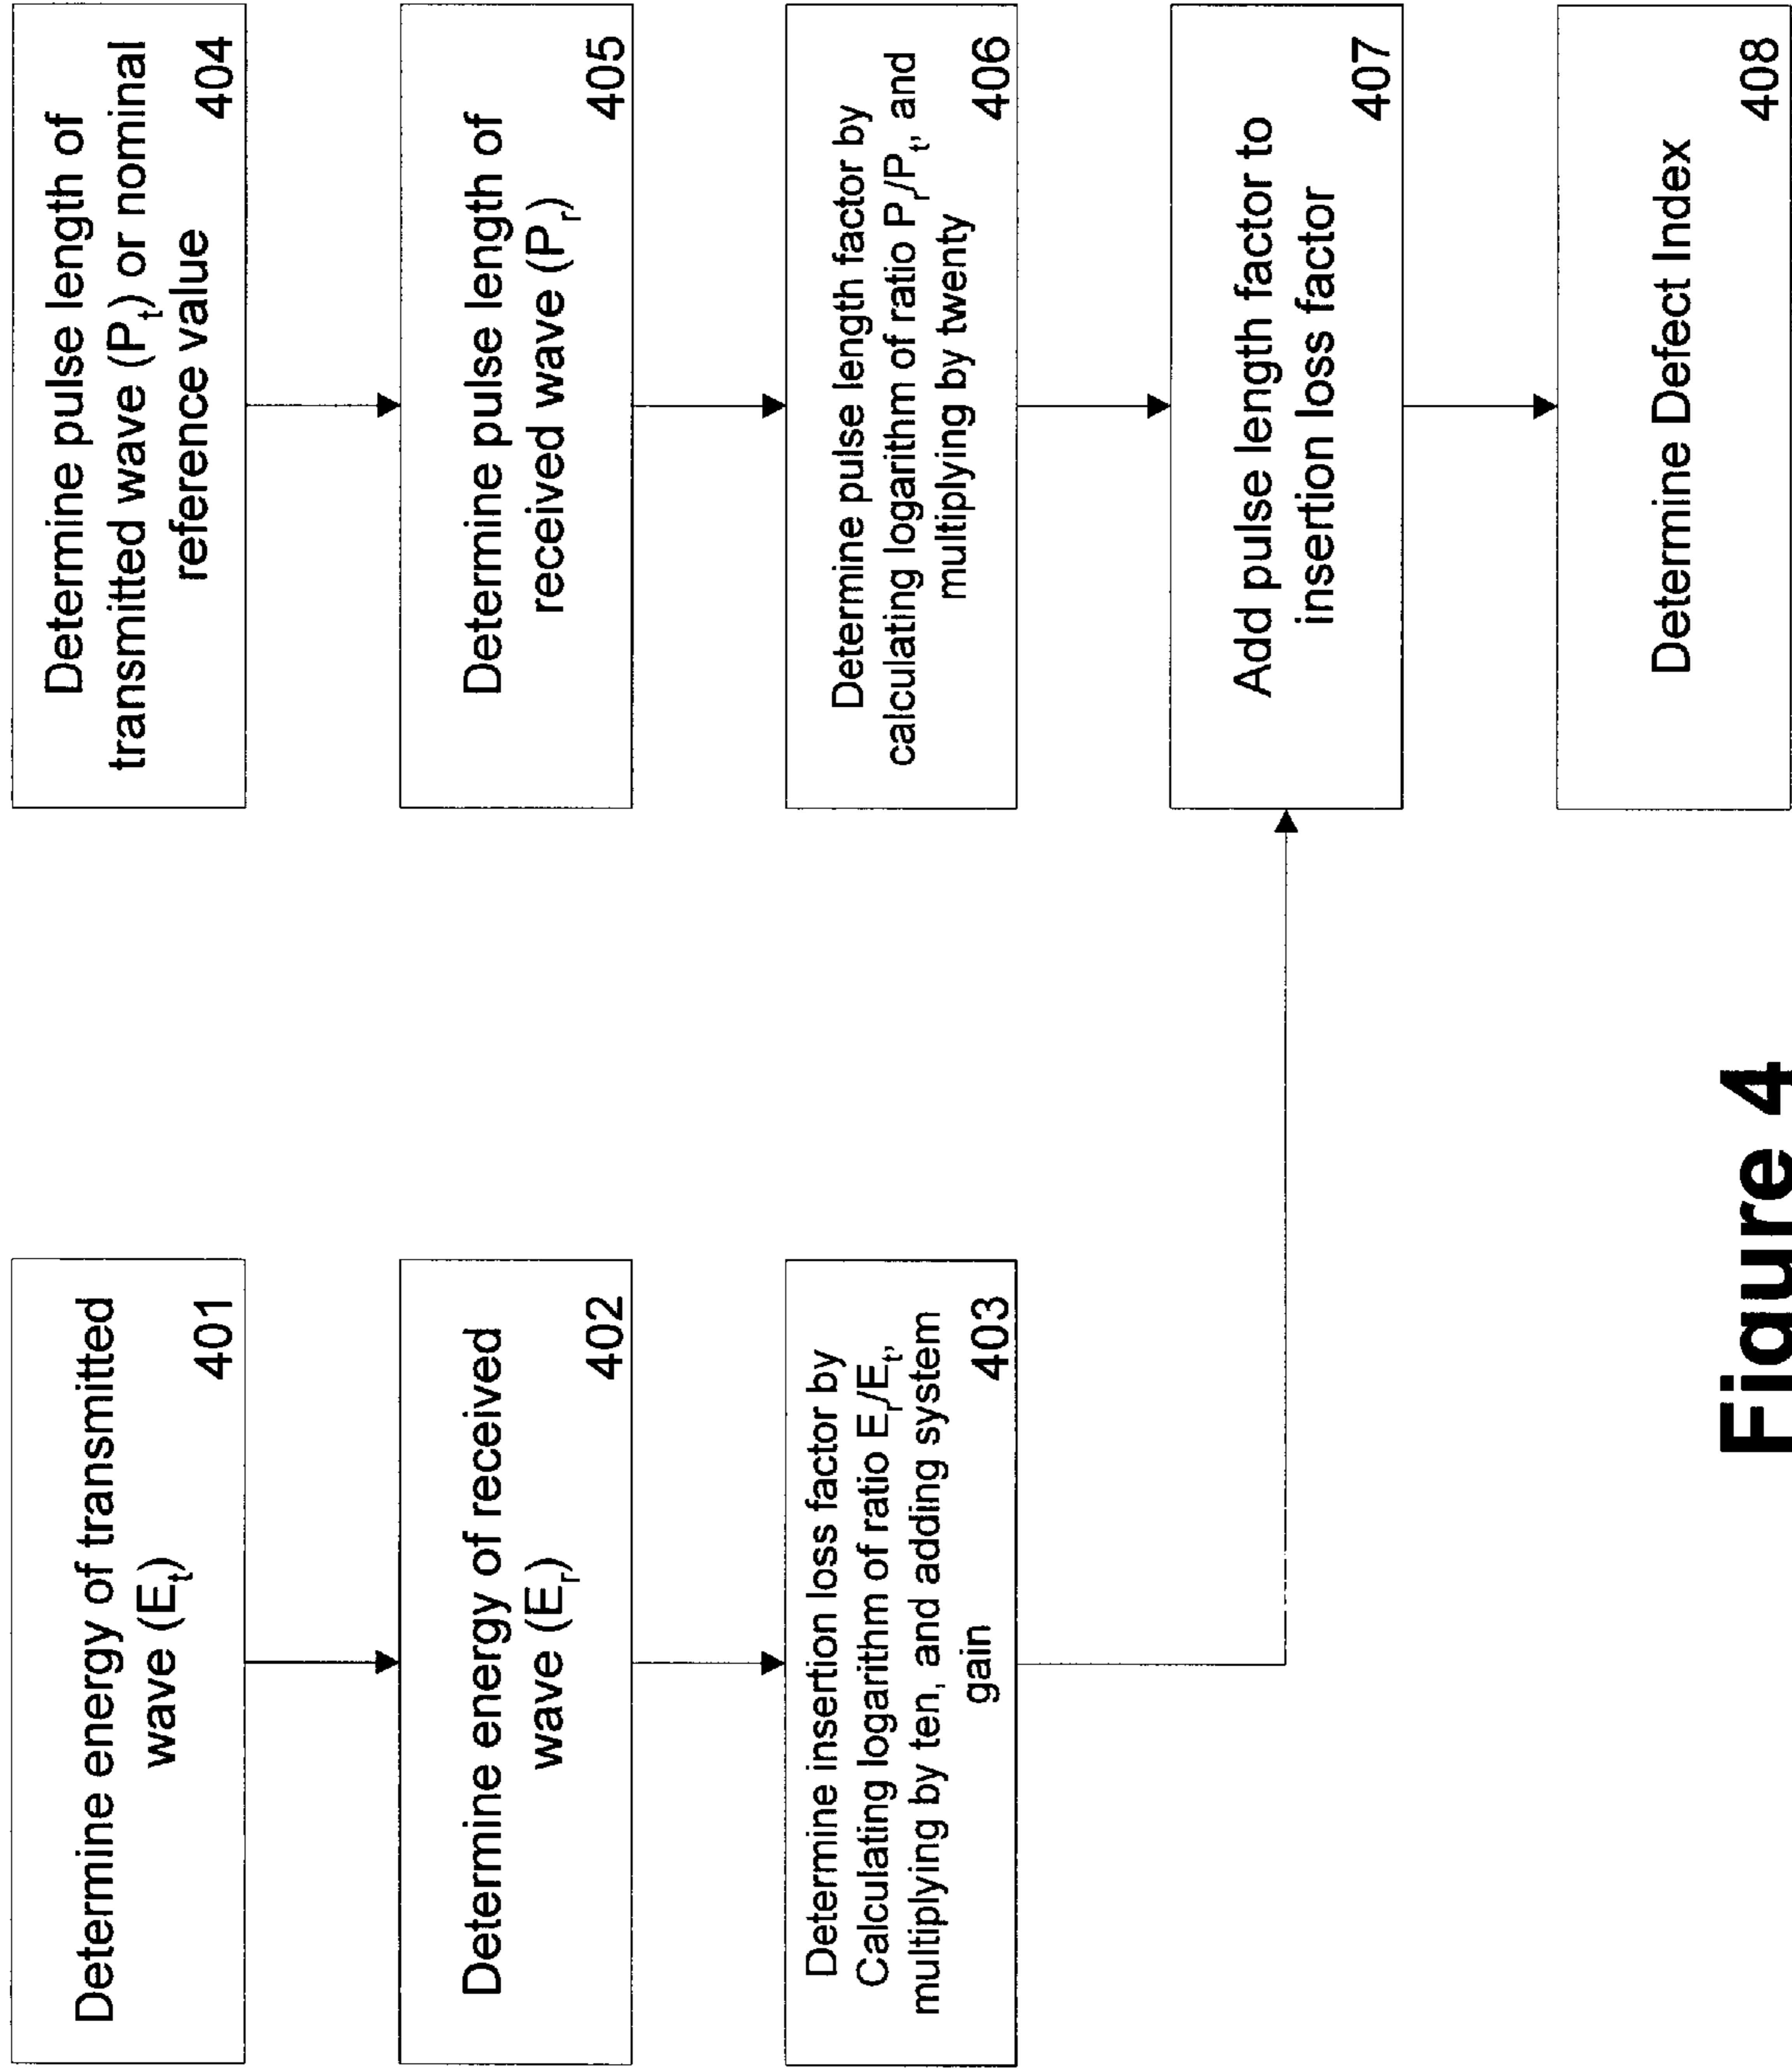 Determine energy of transmitted
wave (Et)
401
Determine energy of received
wave (Er)
402
Determine insertion loss factor by
Calculating logarithm of ratio Er/Et,
multiplying by ten, and adding system
gain
403
Determine pulse length of
transmitted wave (Pt) or nominal
reference value
404
Determine pulse length of
received wave (Pr)
405
Determine pulse length factor by
calculating logarithm of ratio Pr/Pt, and
multiplying by twenty
406
Add pulse length factor to
insertion loss factor
407
Determine Defect Index
408
Figure 4